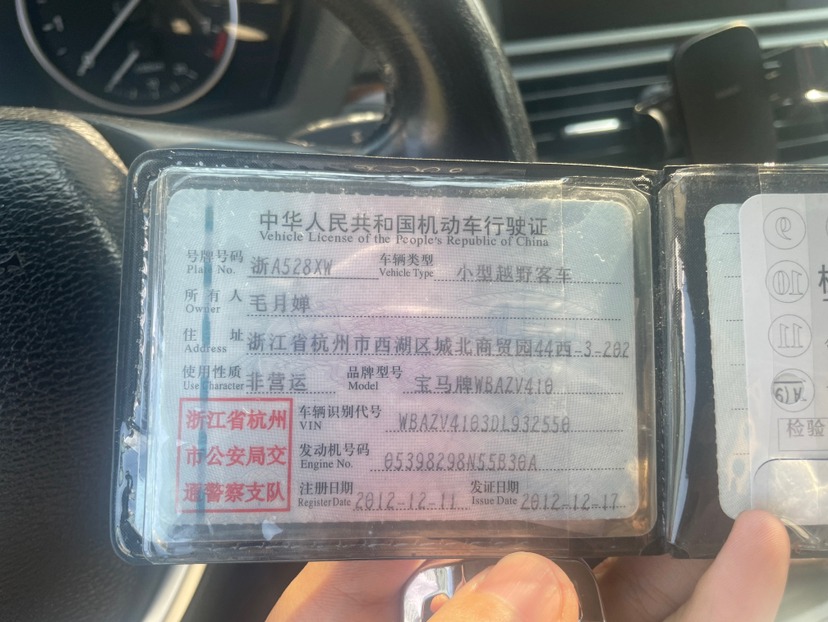 中华人民共和国机动车行驶证
Vehicle License of the People's Republic of China
号牌号码 浙A528XW 车辆类型 小型越野客车
Plate No. Vehicle Type
所有人 毛月婵
Owner
住址 浙江省杭州市西湖区城北商贸园44西-3-202
Address
使用性质 非营运 品牌型号 宝马牌WBAZV410
Use Character Model
浙江省杭州
市公安局交
通警察支队
车辆识别代号 WBAZV4103DL932550
VIN
发动机号码 05398298N55B30A
Engine No.
注册日期 2012-12-11 发证日期 2012-12-17
Register Date Issue Date
9
10
11
检验